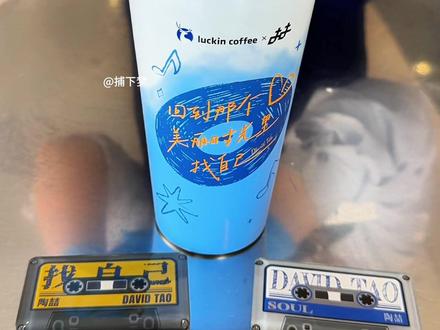 luckin coffee ×
@捕下梦
回到那个
美丽时光里
找自己
找自己
陶喆 DAVID TAO
DAVID TAO
SOUL 陶喆